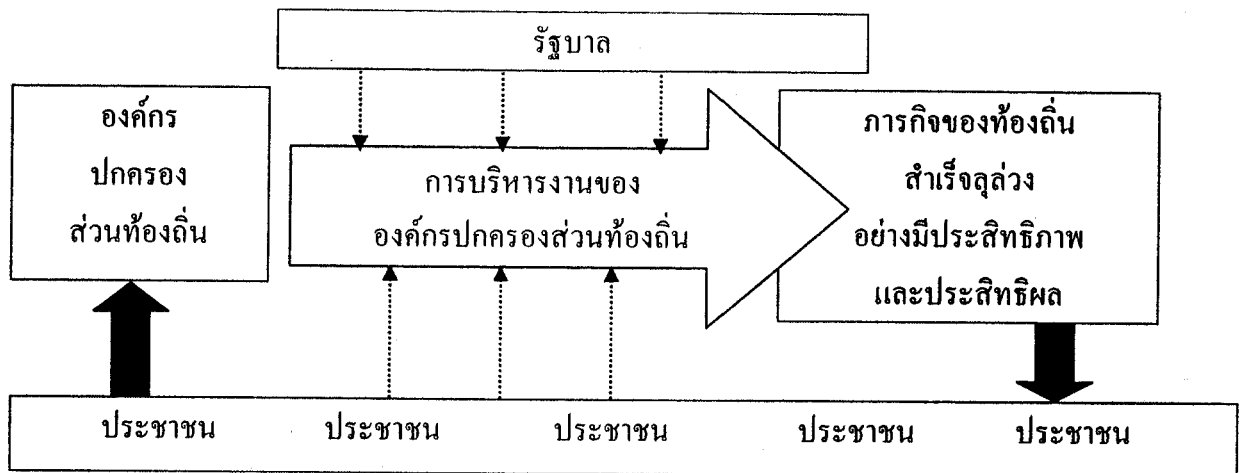 รัฐบาล
องค์กร
ปกครอง
ส่วนท้องถิ่น
การบริหารงานของ
องค์กรปกครองส่วนท้องถิ่น
ภารกิจของท้องถิ่น
สำเร็จลุล่วง
อย่างมีประสิทธิภาพ
และประสิทธิผล
ประชาชน ประชาชน ประชาชน ประชาชน ประชาชน